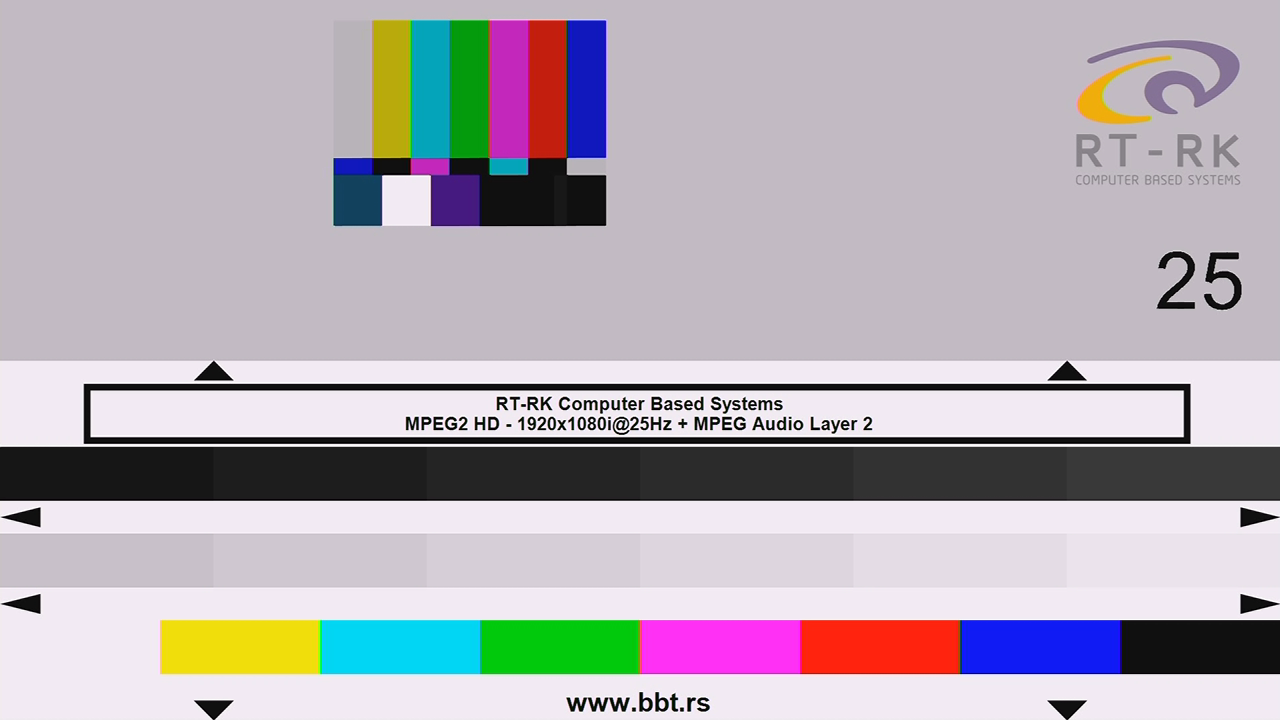 RT-RK
COMPUTER BASED SYSTEMS
25
RT-RK Computer Based Systems
MPEG2 HD - 1920x1080i@25Hz + MPEG Audio Layer 2
www.bbt.rs